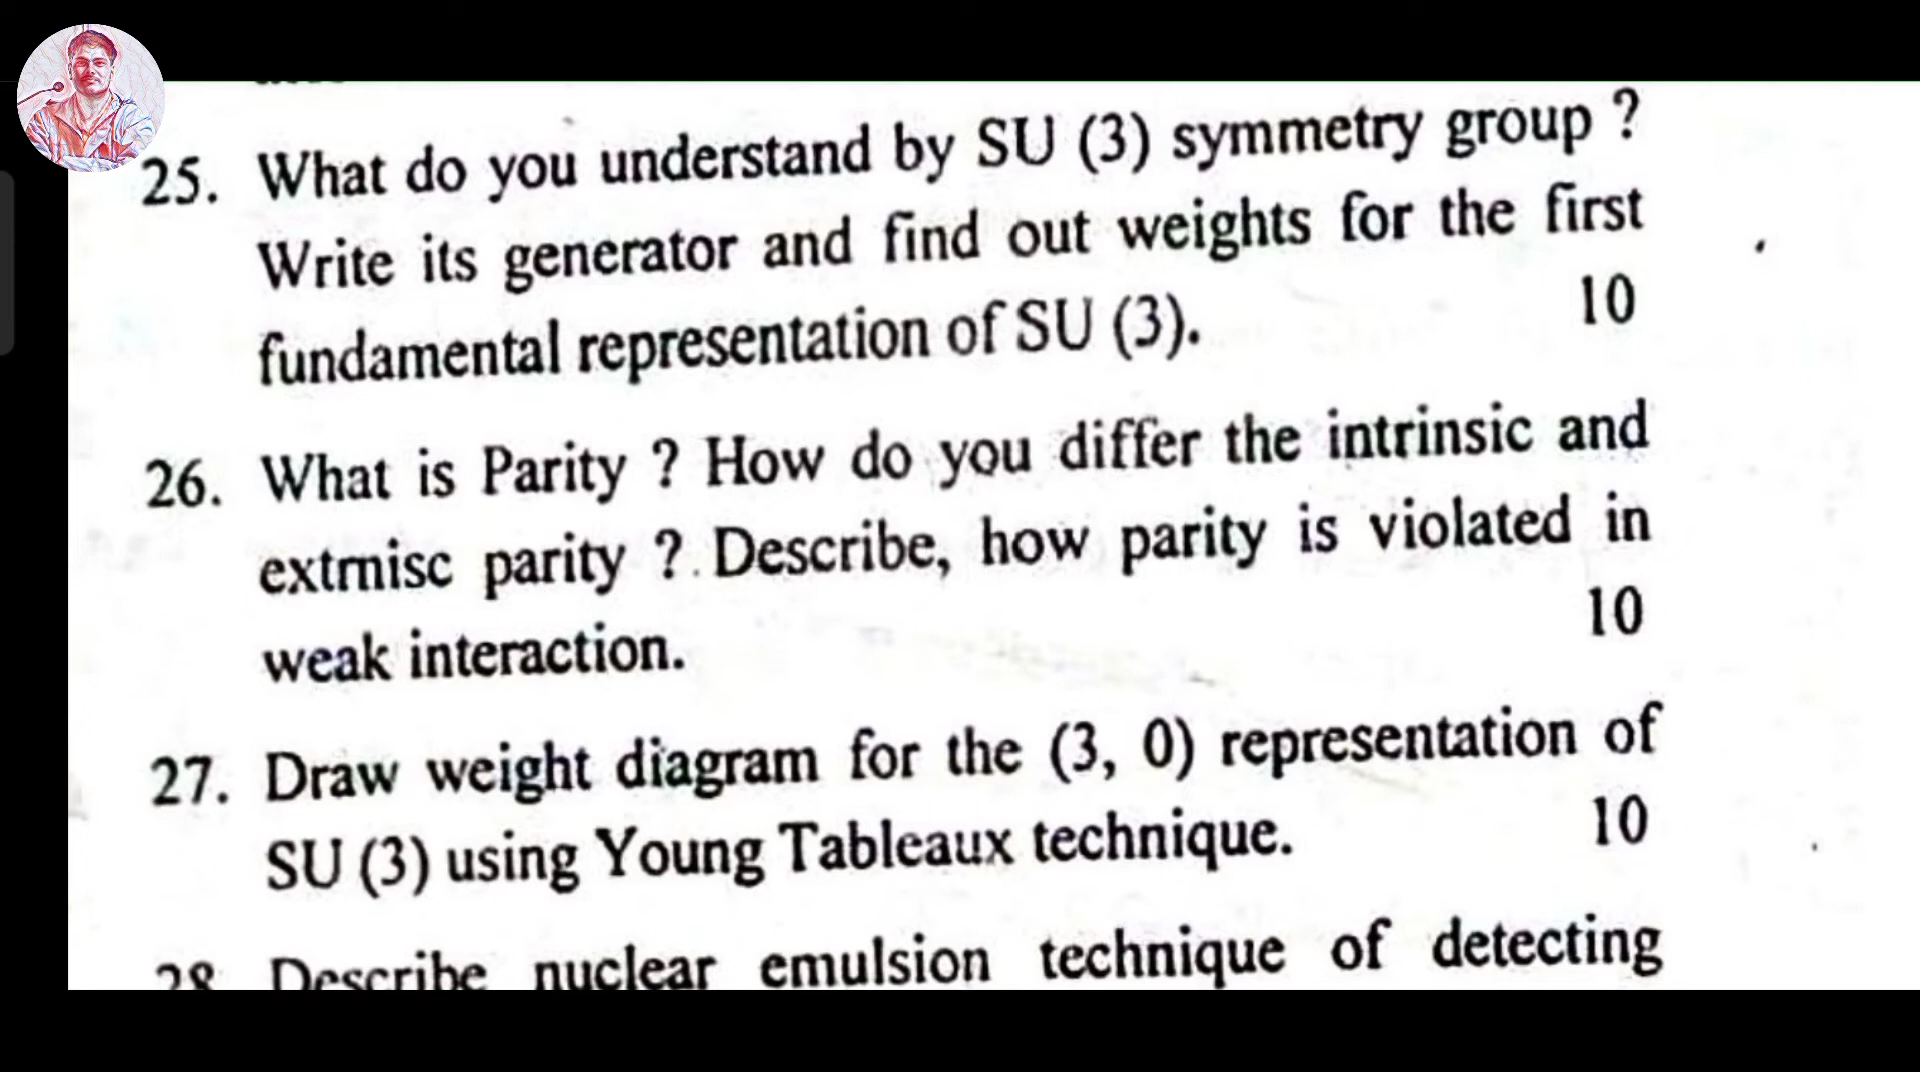 25. What do you understand by SU (3) symmetry group ?
Write its generator and find out weights for the first
fundamental representation of SU (3). 10
26. What is Parity ? How do you differ the intrinsic and
extrnisc parity ? Describe, how parity is violated in
weak interaction. 10
27. Draw weight diagram for the (3, 0) representation of
SU (3) using Young Tableaux technique. 10
28. Describe nuclear emulsion technique of detecting